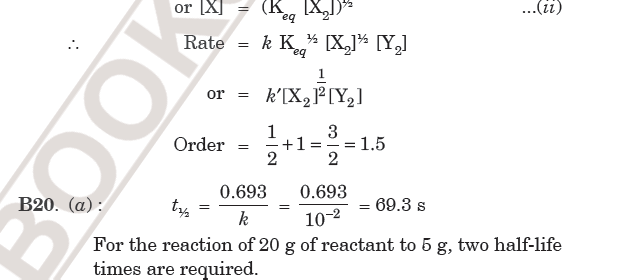 or [X] = (K_eq [X₂])^½ ...(ii)
∴ Rate = k K_eq^½ [X₂]^½ [Y₂]
or = k′[X₂]^(1/2) [Y₂]
Order = 1/2 + 1 = 3/2 = 1.5
B20. (a) : t_½ = 0.693/k = 0.693/10⁻² = 69.3 s
For the reaction of 20 g of reactant to 5 g, two half-life
times are required.
BOOKS